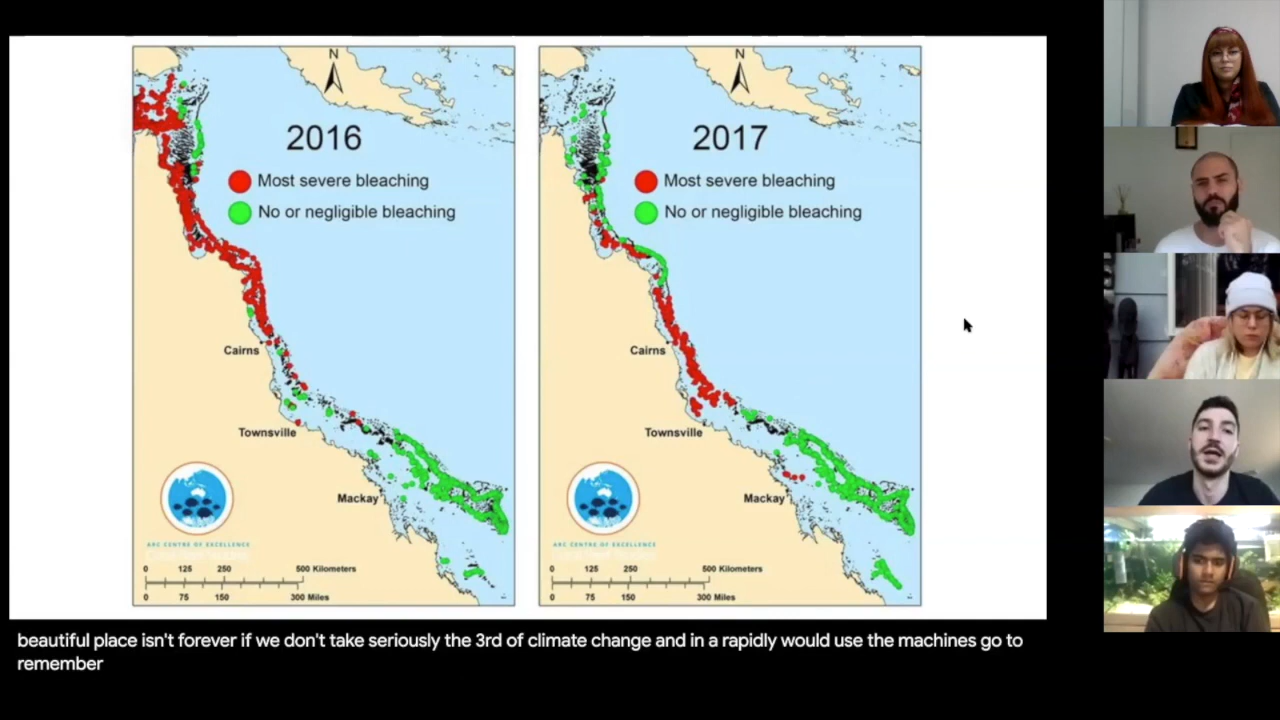 N
2016
Most severe bleaching
No or negligible bleaching
Cairns
Townsville
Mackay
ARC CENTRE OF EXCELLENCE
0 125 250 500 Kilometers
0 75 150 300 Miles
N
2017
Most severe bleaching
No or negligible bleaching
Cairns
Townsville
Mackay
ARC CENTRE OF EXCELLENCE
0 125 250 500 Kilometers
0 75 150 300 Miles
beautiful place isn't forever if we don't take seriously the 3rd of climate change and in a rapidly would use the machines go to
remember